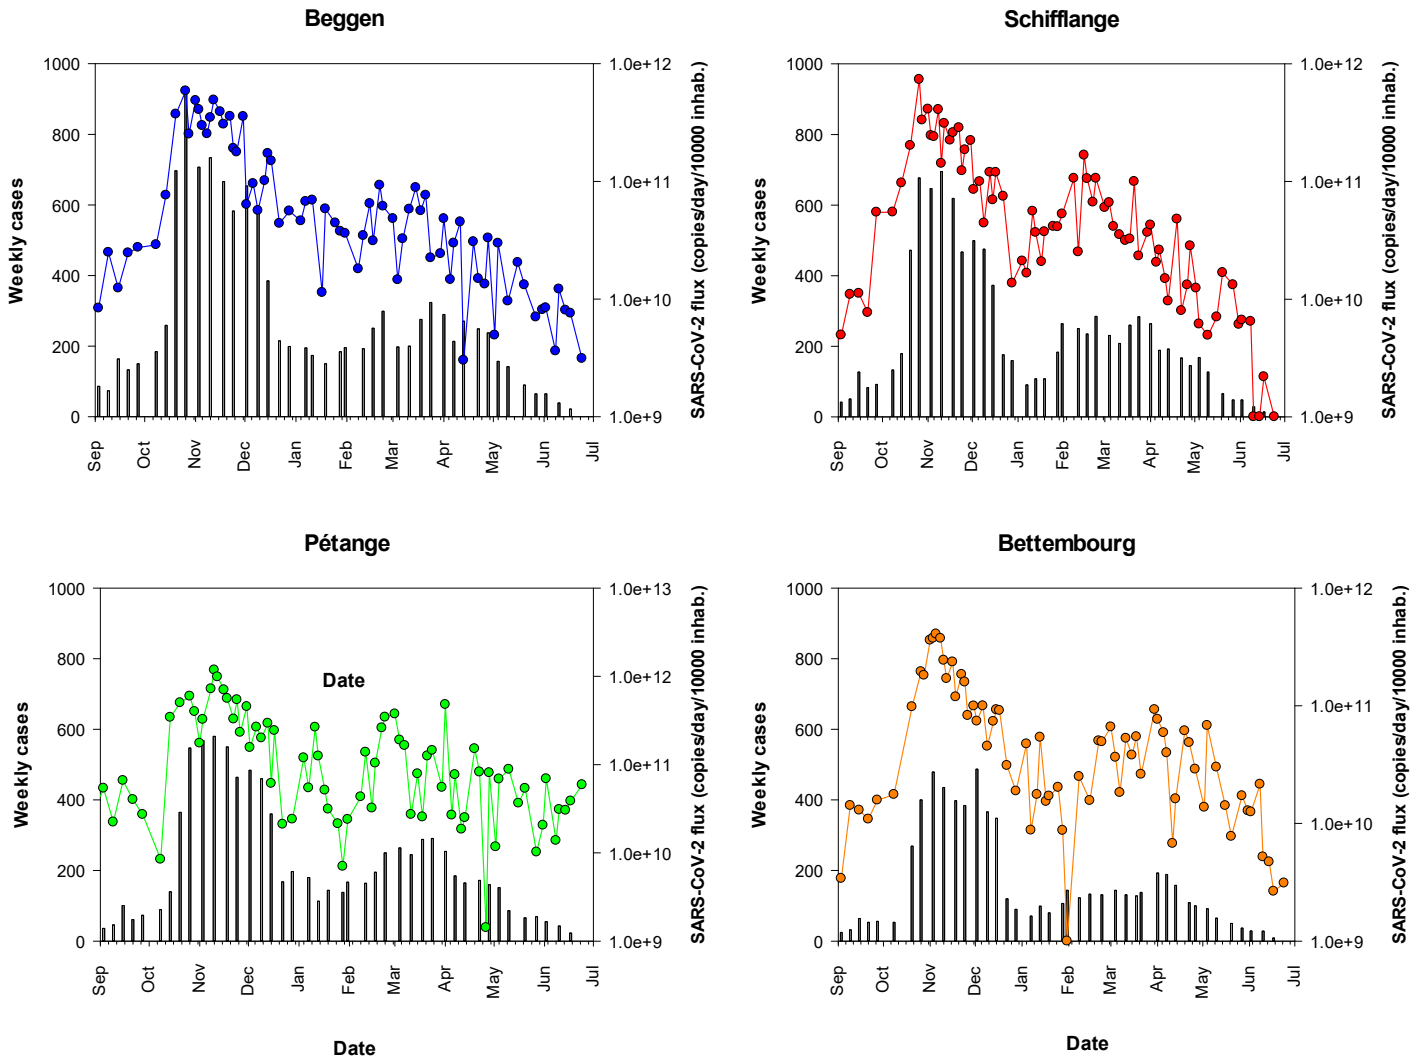 Beggen
Weekly cases
1000
800
600
400
200
0
1.0e+12
1.0e+11
1.0e+10
1.0e+9
SARS-CoV-2 flux (copies/day/10000 inhab.)
Sep Oct Nov Dec Jan Feb Mar Apr May Jun Jul
Schifflange
Weekly cases
1000
800
600
400
200
0
1.0e+12
1.0e+11
1.0e+10
1.0e+9
SARS-CoV-2 flux (copies/day/10000 inhab.)
Sep Oct Nov Dec Jan Feb Mar Apr May Jun Jul
Pétange
Weekly cases
1000
800
600
400
200
0
Date
1.0e+13
1.0e+12
1.0e+11
1.0e+10
1.0e+9
SARS-CoV-2 flux (copies/day/10000 inhab.)
Sep Oct Nov Dec Jan Feb Mar Apr May Jun Jul
Date
Bettembourg
Weekly cases
1000
800
600
400
200
0
1.0e+12
1.0e+11
1.0e+10
1.0e+9
SARS-CoV-2 flux (copies/day/10000 inhab.)
Sep Oct Nov Dec Jan Feb Mar Apr May Jun Jul
Date